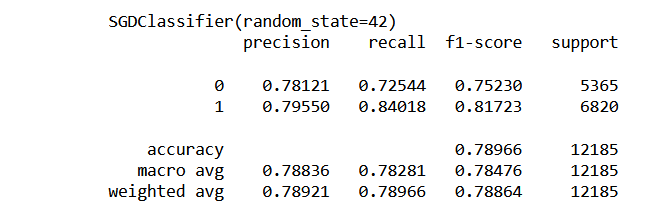 SGDClassifier(random_state=42)
precision recall f1-score support
0 0.78121 0.72544 0.75230 5365
1 0.79550 0.84018 0.81723 6820
accuracy 0.78966 12185
macro avg 0.78836 0.78281 0.78476 12185
weighted avg 0.78921 0.78966 0.78864 12185